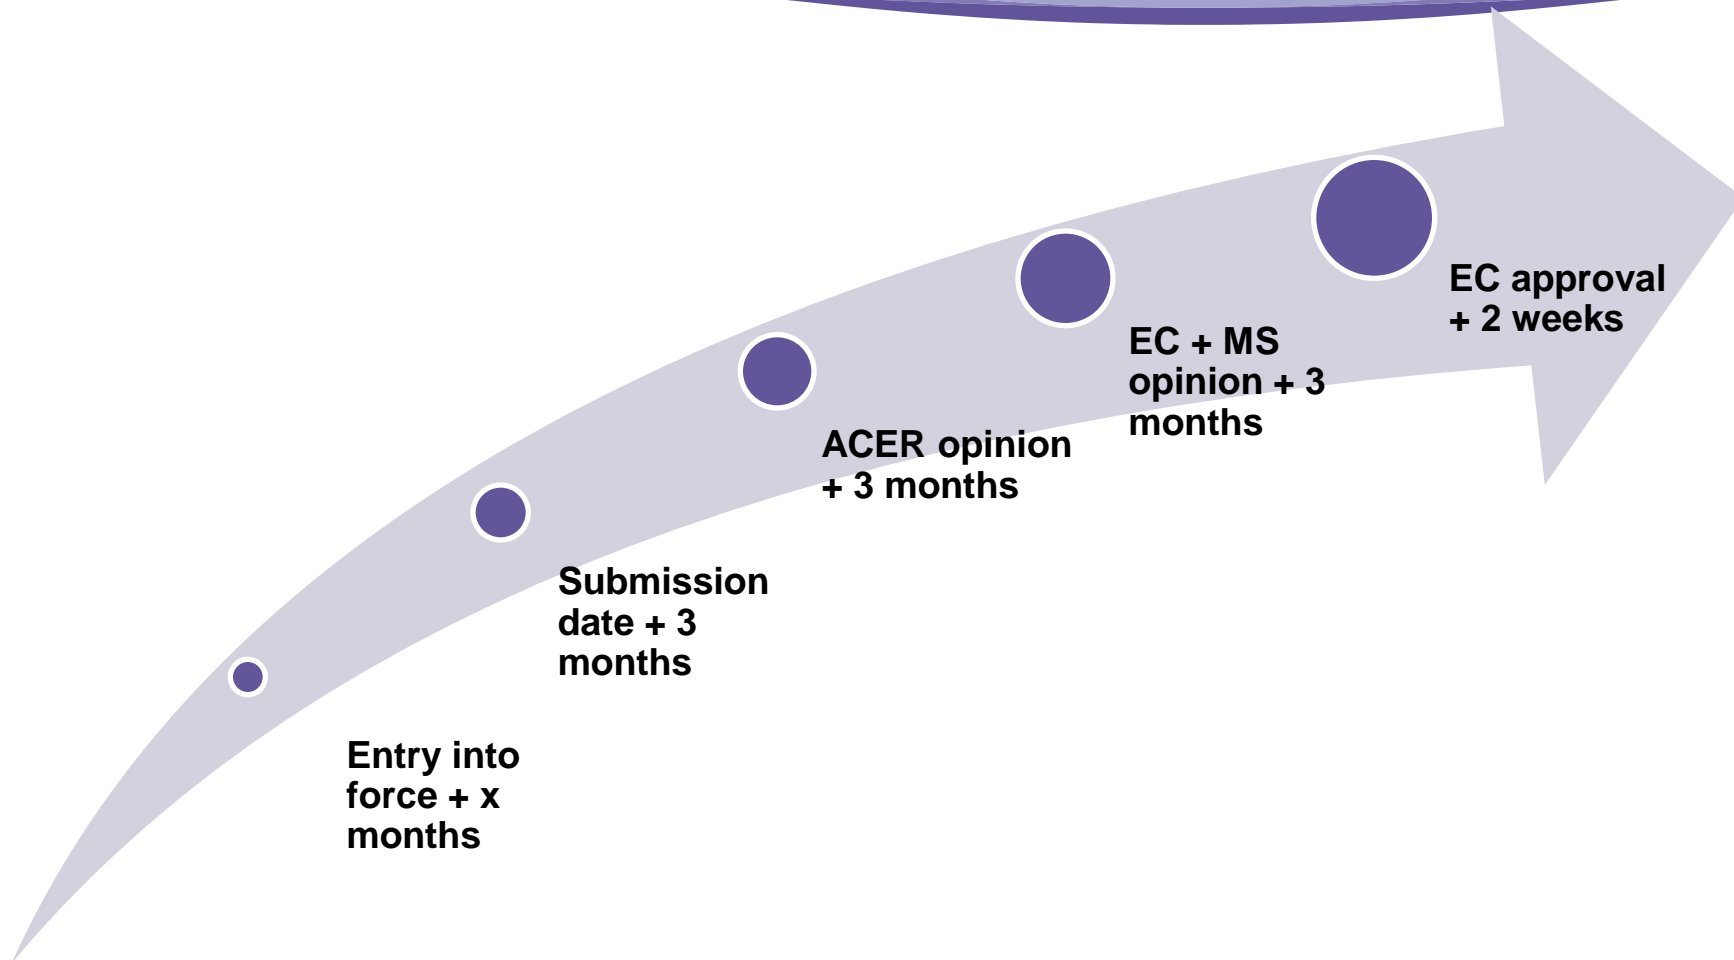 Entry into
force + x
months
Submission
date + 3
months
ACER opinion
+ 3 months
EC + MS
opinion + 3
months
EC approval
+ 2 weeks